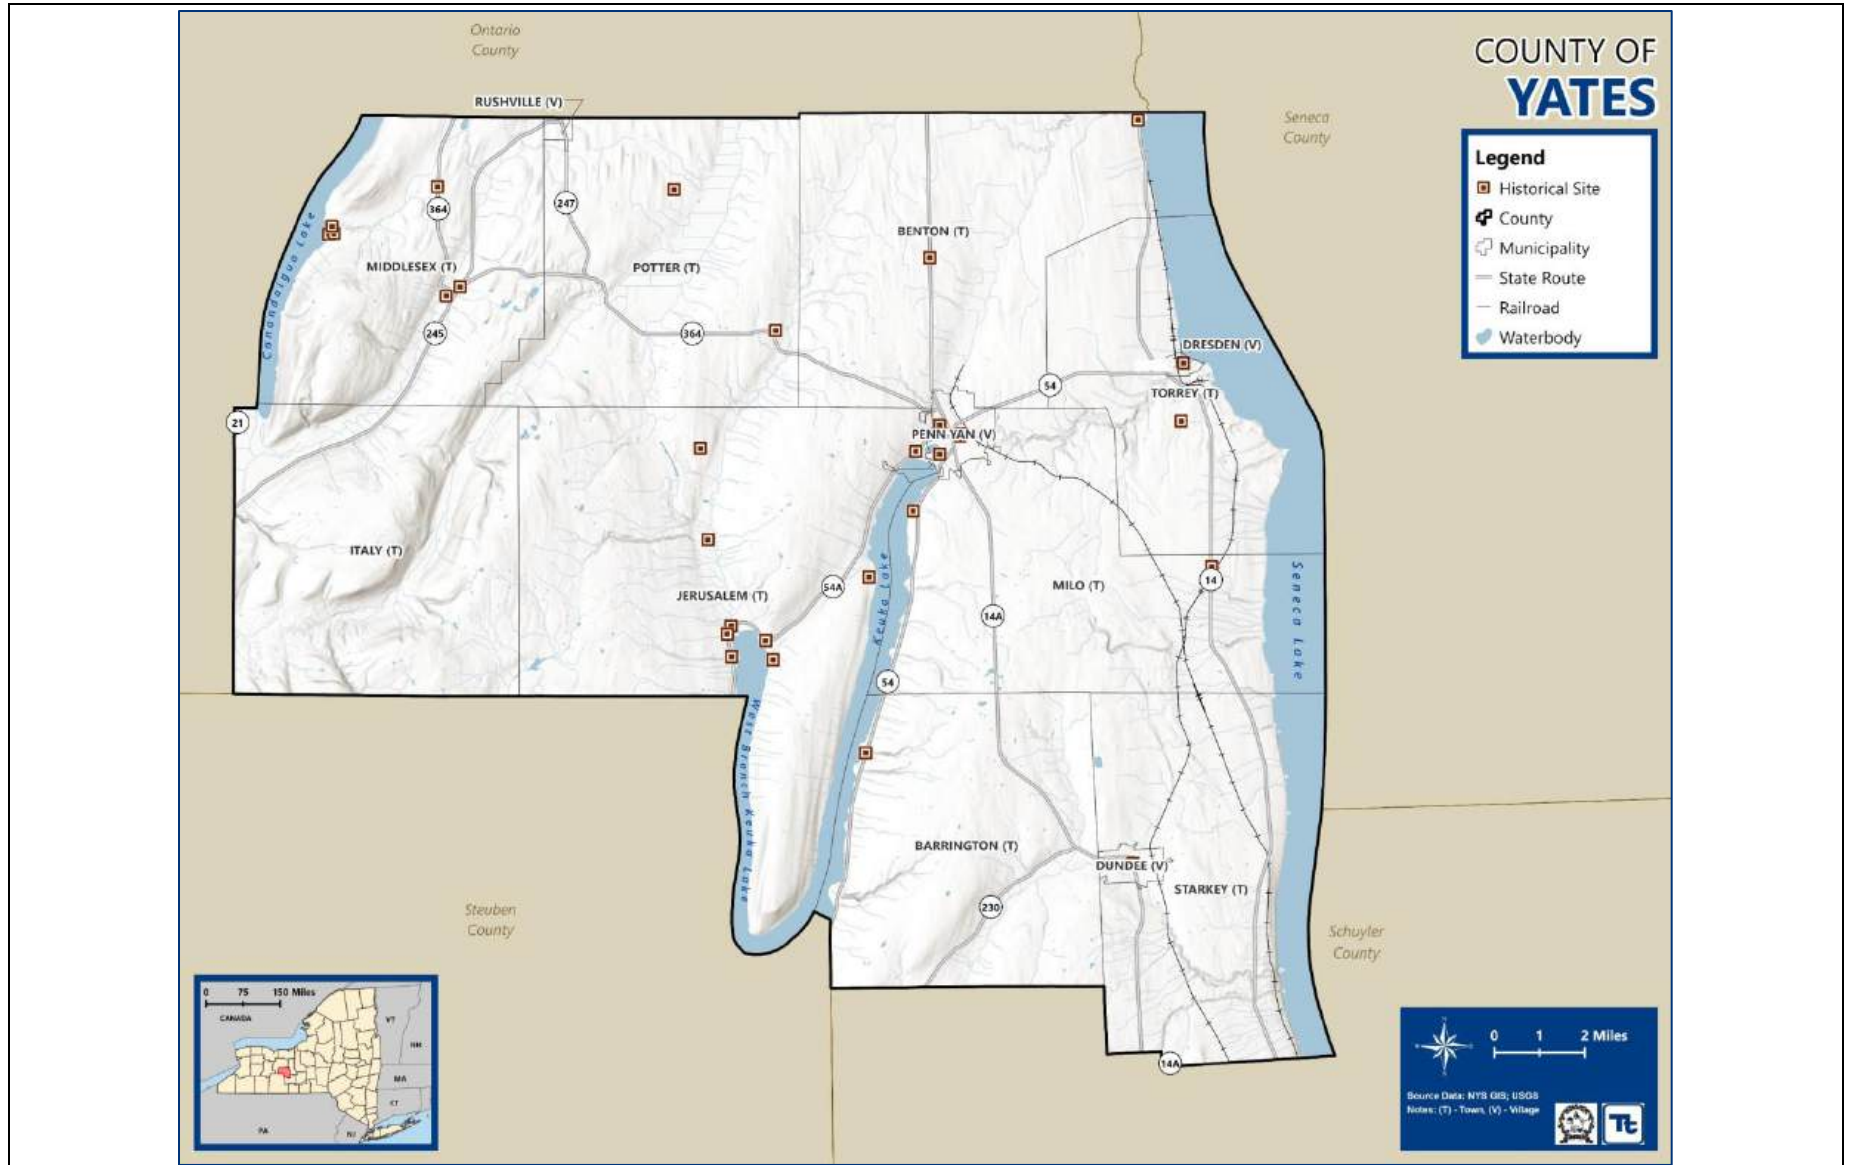 Ontario
County
COUNTY OF
YATES
RUSHVILLE (V)
Seneca
County
Legend
Historical Site
County
Municipality
State Route
Railroad
Waterbody
364
247
BENTON (T)
Canandaigua Lake
MIDDLESEX (T)
POTTER (T)
245
364
DRESDEN (V)
54
TORREY (T)
21
PENN YAN (V)
ITALY (T)
JERUSALEM (T)
54A
Keuka Lake
MILO (T)
14
14A
Seneca Lake
54
West Branch Keuka Lake
BARRINGTON (T)
DUNDEE (V)
STARKEY (T)
230
Steuben
County
Schuyler
County
14A
0 75 150 Miles
CANADA
VT
NH
MA
CT
PA
NJ
N
0 1 2 Miles
Source Data: NYS GIS; USGS
Notes: (T) - Town, (V) - Village
Tt